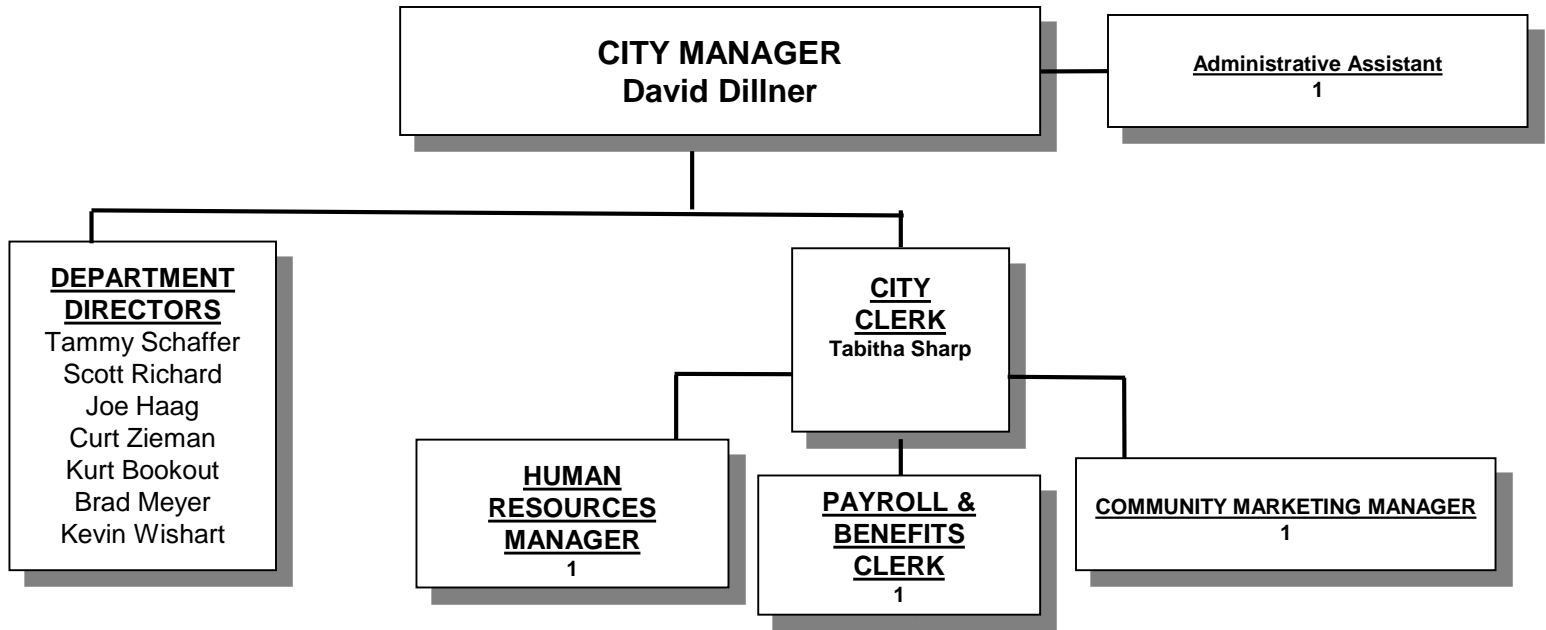 CITY MANAGER
David Dillner
Administrative Assistant
1
DEPARTMENT
DIRECTORS
Tammy Schaffer
Scott Richard
Joe Haag
Curt Zieman
Kurt Bookout
Brad Meyer
Kevin Wishart
CITY
CLERK
Tabitha Sharp
HUMAN
RESOURCES
MANAGER
1
PAYROLL &
BENEFITS
CLERK
1
COMMUNITY MARKETING MANAGER
1